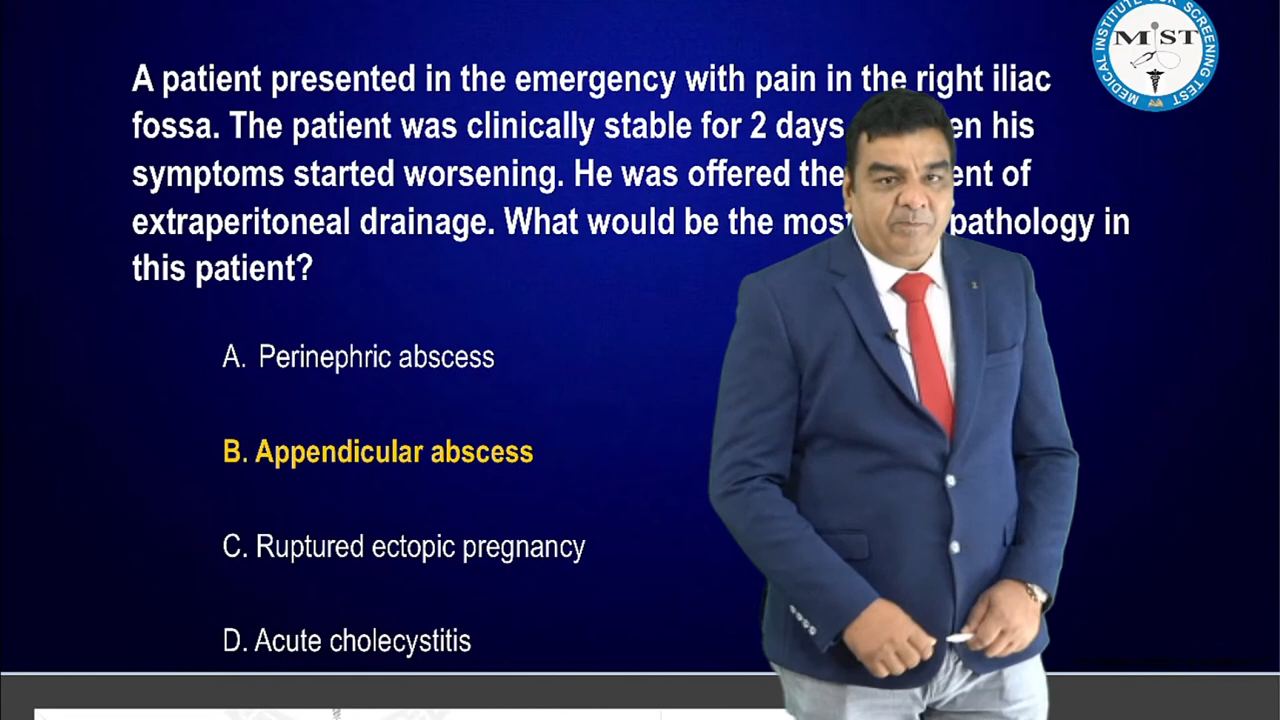 A patient presented in the emergency with pain in the right iliac
fossa. The patient was clinically stable for 2 days his
symptoms started worsening. He was offered the of
extraperitoneal drainage. What would be the pathology in
this patient?
A. Perinephric abscess
B. Appendicular abscess
C. Ruptured ectopic pregnancy
D. Acute cholecystitis
MEDICAL INSTITUTE FOR SCREENING TEST
MIST